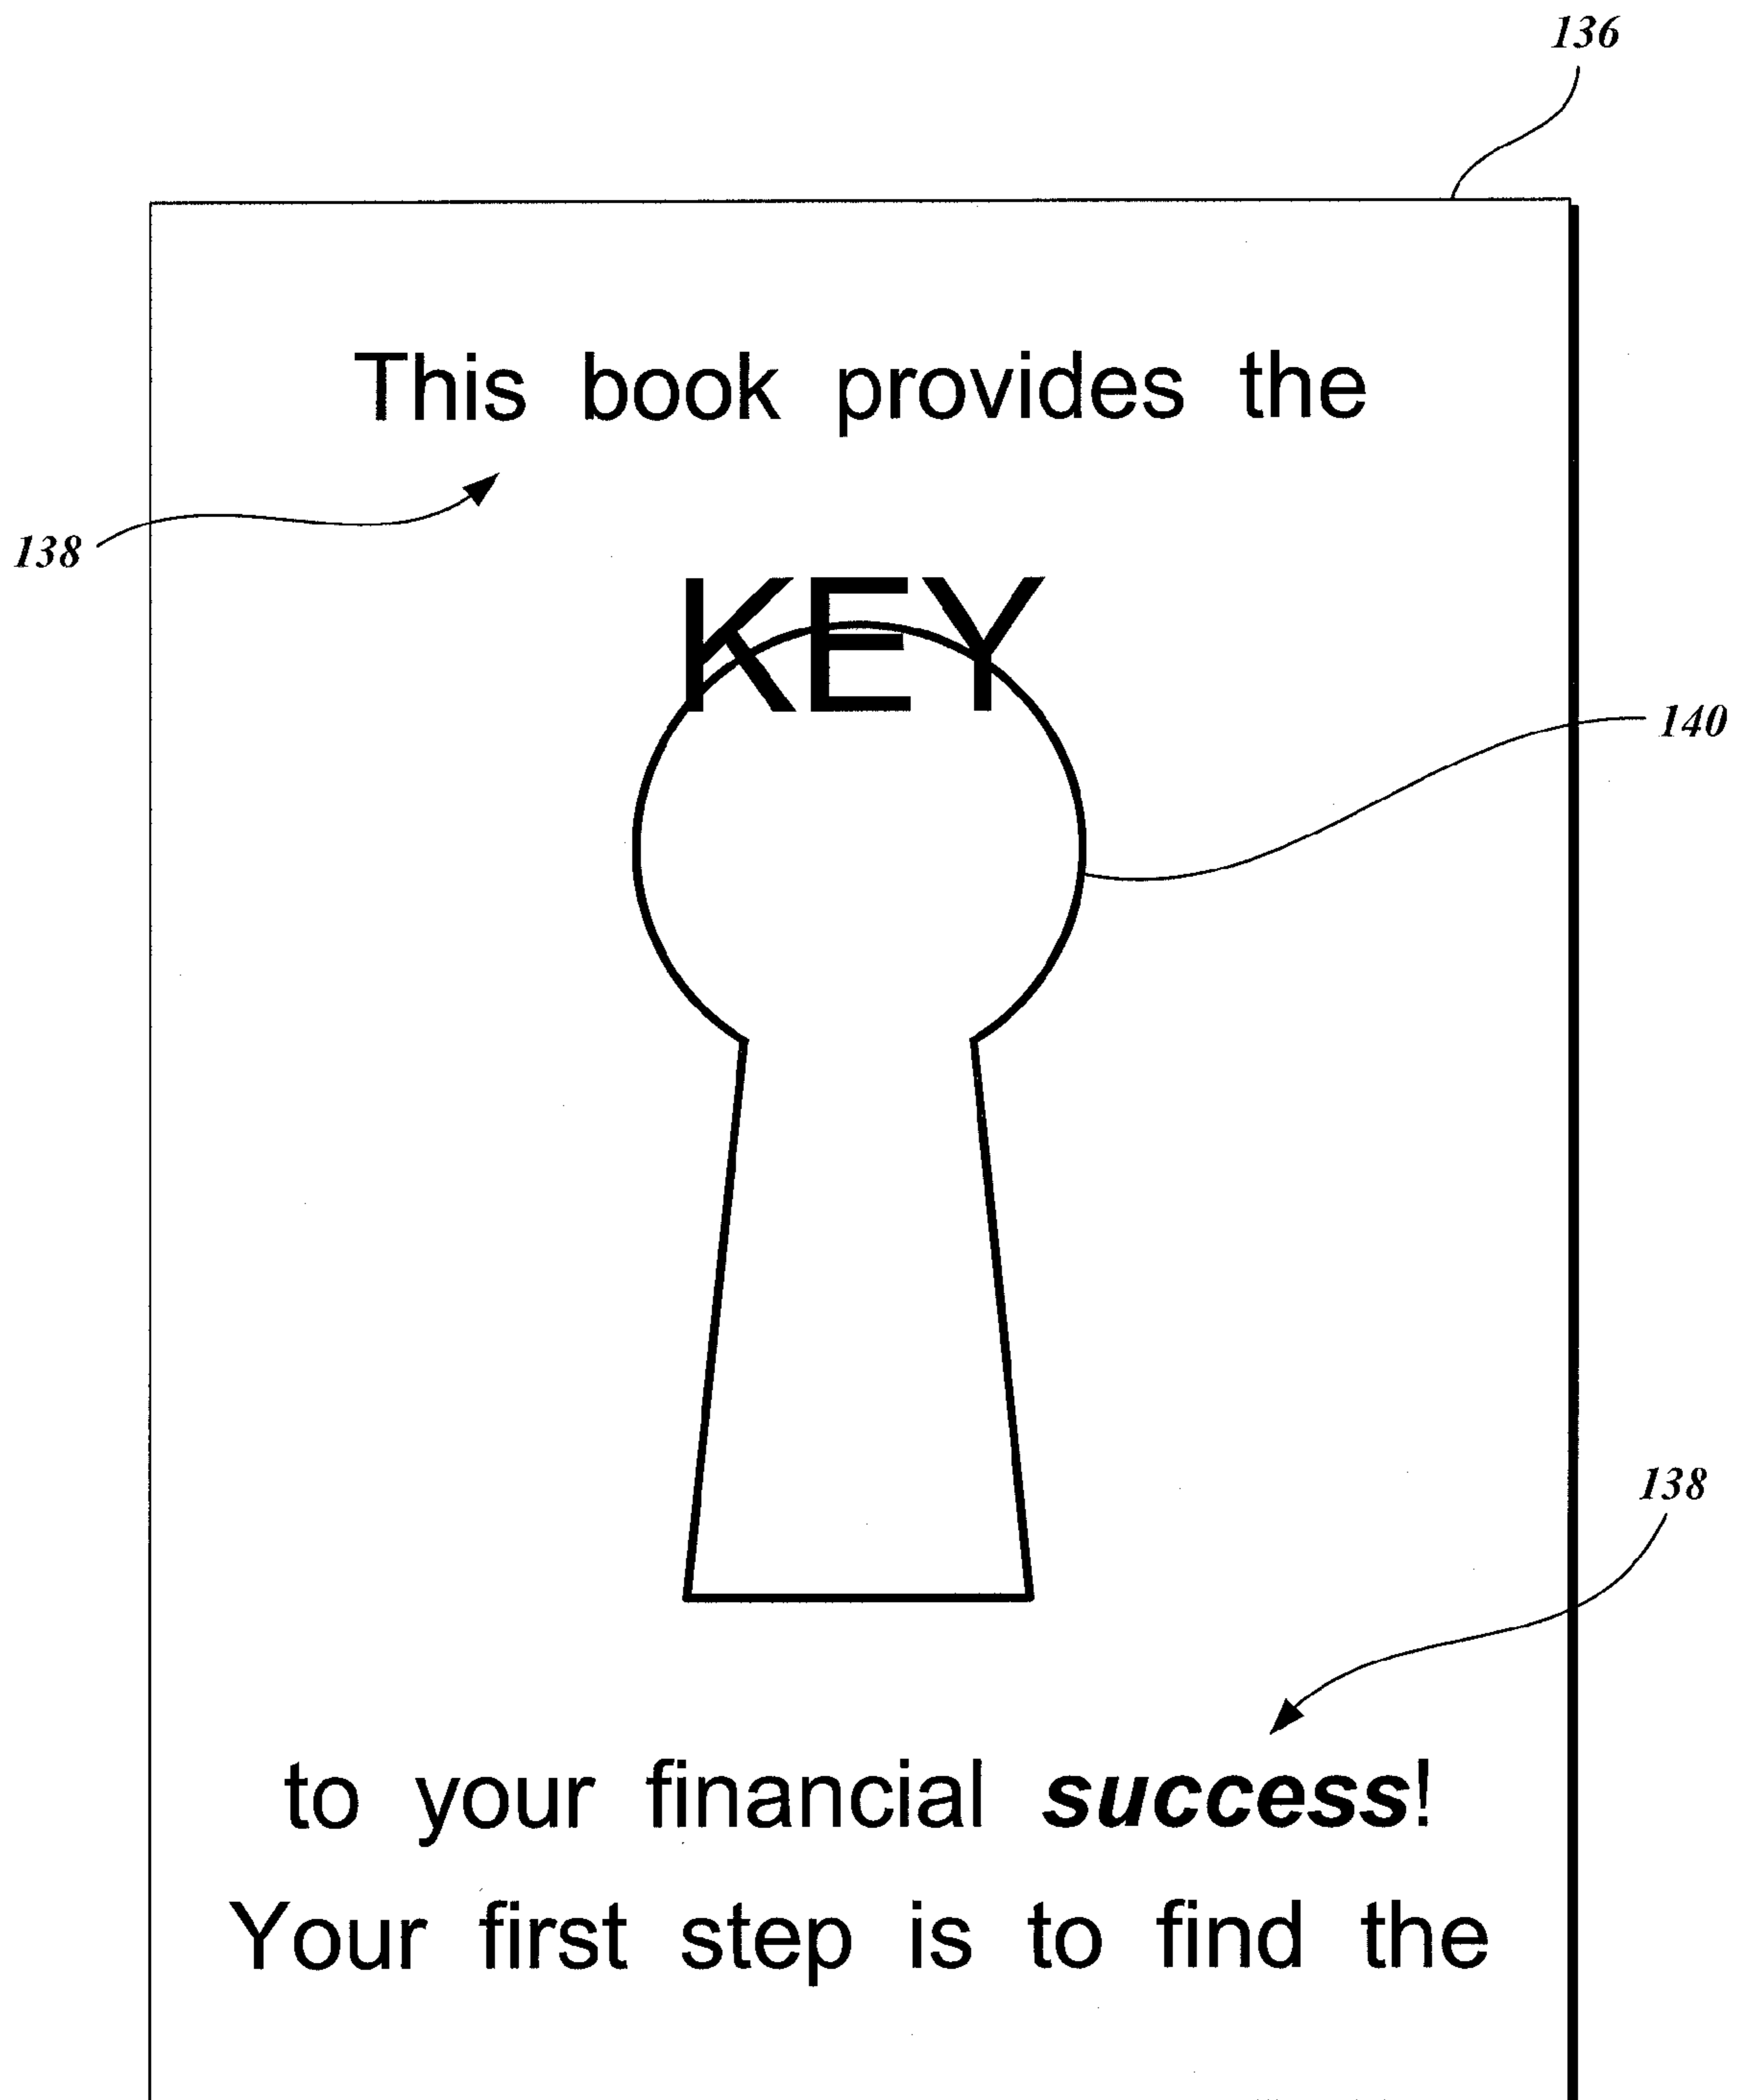 136
This book provides the
138
KEY
140
138
to your financial success!
Your first step is to find the